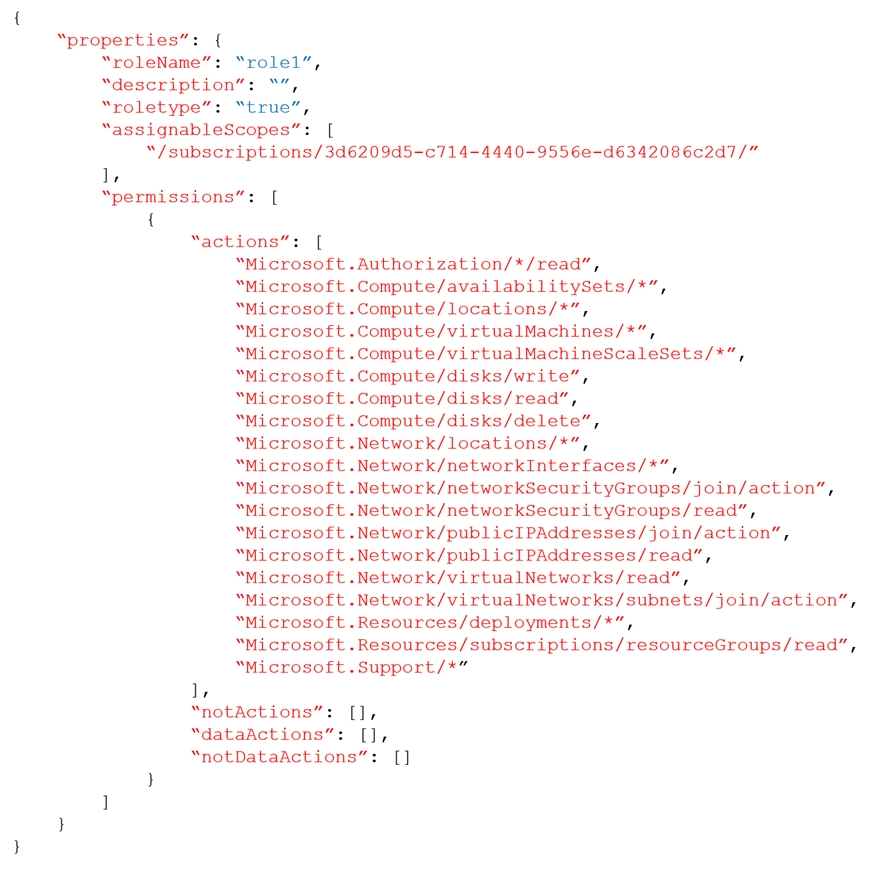 {
“properties”: {
“roleName”: “role1”,
“description”: “”,
“roletype”: “true”,
“assignableScopes”: [
“/subscriptions/3d6209d5-c714-4440-9556e-d6342086c2d7/”
],
“permissions”: [
{
“actions”: [
“Microsoft.Authorization/*/read”,
“Microsoft.Compute/availabilitySets/*”,
“Microsoft.Compute/locations/*”,
“Microsoft.Compute/virtualMachines/*”,
“Microsoft.Compute/virtualMachineScaleSets/*”,
“Microsoft.Compute/disks/write”,
“Microsoft.Compute/disks/read”,
“Microsoft.Compute/disks/delete”,
“Microsoft.Network/locations/*”,
“Microsoft.Network/networkInterfaces/*”,
“Microsoft.Network/networkSecurityGroups/join/action”,
“Microsoft.Network/networkSecurityGroups/read”,
“Microsoft.Network/publicIPAddresses/join/action”,
“Microsoft.Network/publicIPAddresses/read”,
“Microsoft.Network/virtualNetworks/read”,
“Microsoft.Network/virtualNetworks/subnets/join/action”,
“Microsoft.Resources/deployments/*”,
“Microsoft.Resources/subscriptions/resourceGroups/read”,
“Microsoft.Support/*”
],
“notActions”: [],
“dataActions”: [],
“notDataActions”: []
}
]
}
}